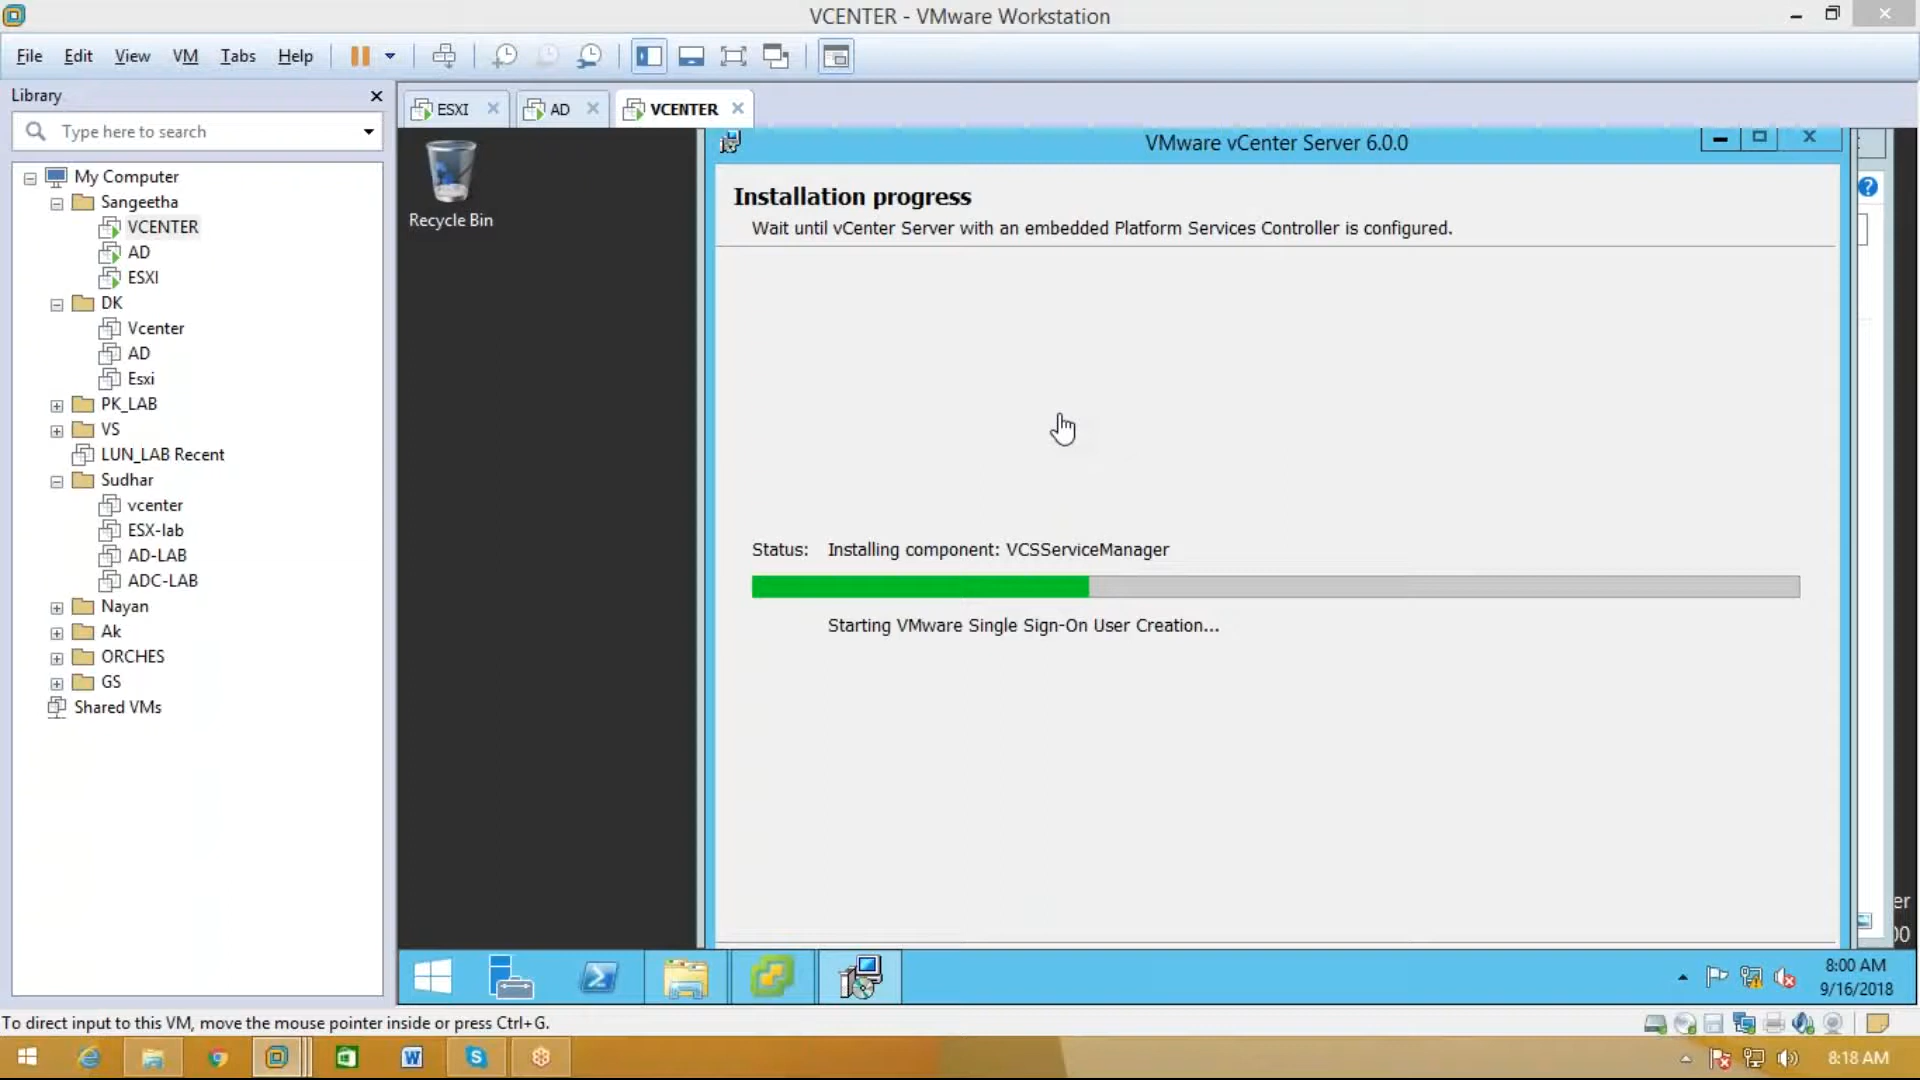 VCENTER - VMware Workstation
File Edit View VM Tabs Help
Library
Type here to search
My Computer
Sangeetha
VCENTER
AD
ESXI
DK
Vcenter
AD
Esxi
PK_LAB
VS
LUN_LAB Recent
Sudhar
vcenter
ESX-lab
AD-LAB
ADC-LAB
Nayan
Ak
ORCHES
GS
Shared VMs
ESXI AD VCENTER
Recycle Bin
VMware vCenter Server 6.0.0
Installation progress
Wait until vCenter Server with an embedded Platform Services Controller is configured.
Status: Installing component: VCSServiceManager
Starting VMware Single Sign-On User Creation...
er
00
8:00 AM
9/16/2018
To direct input to this VM, move the mouse pointer inside or press Ctrl+G.
8:18 AM